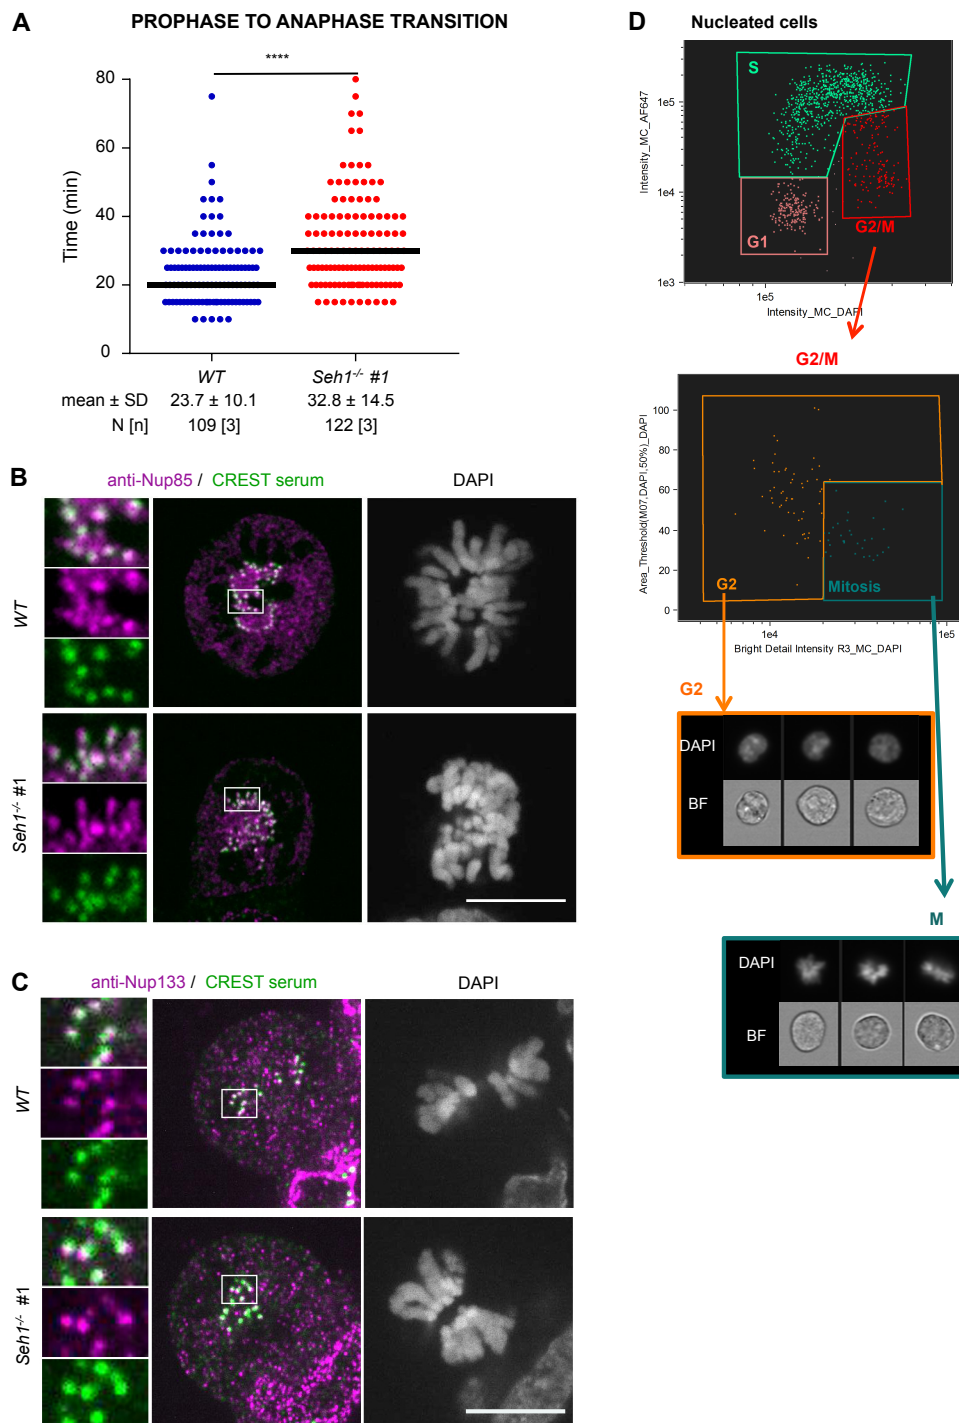 A
PROPHASE TO ANAPHASE TRANSITION
****
80
60
40
20
0
Time (min)
WT
Seh1-/- #1
mean ± SD
23.7 ± 10.1
32.8 ± 14.5
N [n]
109 [3]
122 [3]
B
anti-Nup85 / CREST serum
DAPI
WT
Seh1-/- #1
C
anti-Nup133 / CREST serum
DAPI
WT
Seh1-/- #1
D
Nucleated cells
S
G1
G2/M
1e5
1e4
1e3
Intensity_MC_AF647
1e5
Intensity_MC_DAPI
G2/M
100
80
60
40
20
0
Area_Threshold(M07,DAPI,50%)_DAPI
G2
Mitosis
1e4
1e5
Bright Detail Intensity R3_MC_DAPI
G2
DAPI
BF
M
DAPI
BF